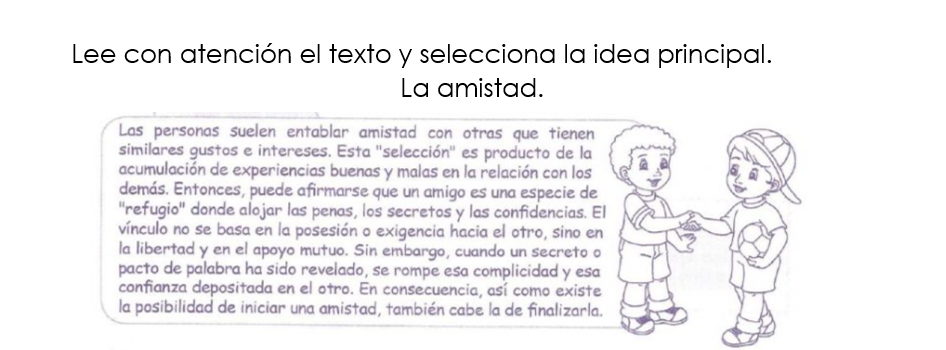 Lee con atención el texto y selecciona la idea principal.
La amistad.
Las personas suelen entablar amistad con otras que tienen
similares gustos e intereses. Esta "selección" es producto de la
acumulación de experiencias buenas y malas en la relación con los
demás. Entonces, puede afirmarse que un amigo es una especie de
"refugio" donde alojar las penas, los secretos y las confidencias. El
vínculo no se basa en la posesión o exigencia hacia el otro, sino en
la libertad y en el apoyo mutuo. Sin embargo, cuando un secreto o
pacto de palabra ha sido revelado, se rompe esa complicidad y esa
confianza depositada en el otro. En consecuencia, así como existe
la posibilidad de iniciar una amistad, también cabe la de finalizarla.